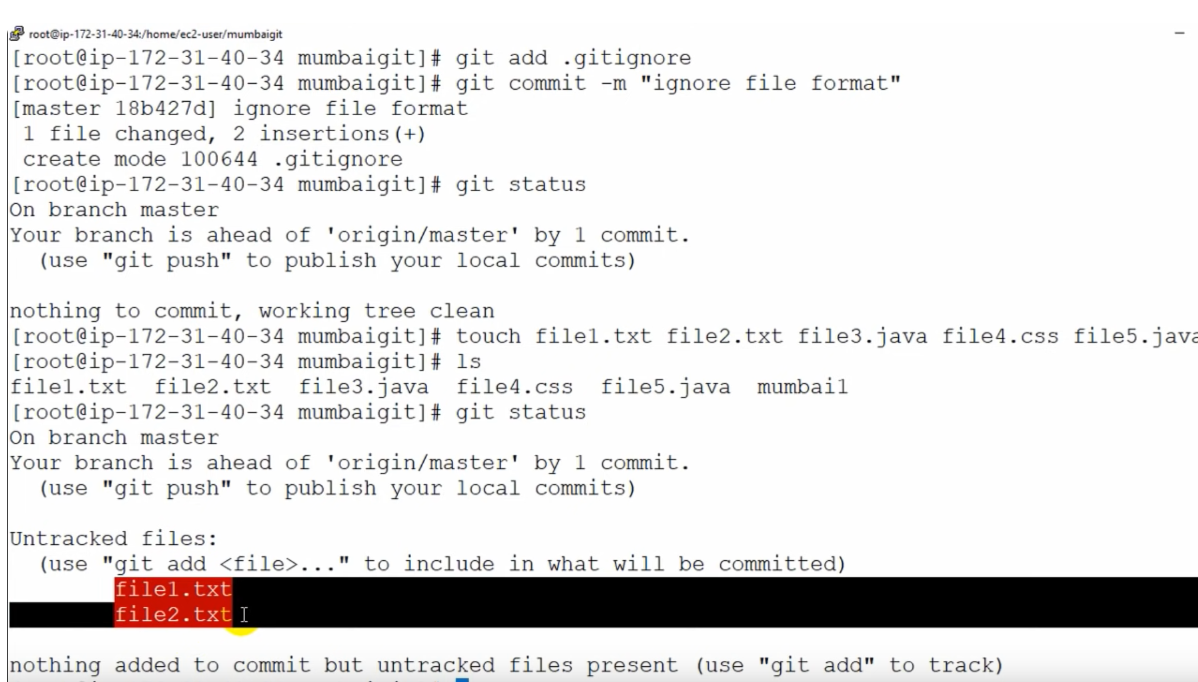 root@ip-172-31-40-34:/home/ec2-user/mumbaigit
[root@ip-172-31-40-34 mumbaigit]# git add .gitignore
[root@ip-172-31-40-34 mumbaigit]# git commit -m "ignore file format"
[master 18b427d] ignore file format
 1 file changed, 2 insertions(+)
 create mode 100644 .gitignore
[root@ip-172-31-40-34 mumbaigit]# git status
On branch master
Your branch is ahead of 'origin/master' by 1 commit.
  (use "git push" to publish your local commits)
nothing to commit, working tree clean
[root@ip-172-31-40-34 mumbaigit]# touch file1.txt file2.txt file3.java file4.css file5.java
[root@ip-172-31-40-34 mumbaigit]# ls
file1.txt  file2.txt  file3.java  file4.css  file5.java  mumbai1
[root@ip-172-31-40-34 mumbaigit]# git status
On branch master
Your branch is ahead of 'origin/master' by 1 commit.
  (use "git push" to publish your local commits)
Untracked files:
  (use "git add <file>..." to include in what will be committed)
        file1.txt
        file2.txt
nothing added to commit but untracked files present (use "git add" to track)